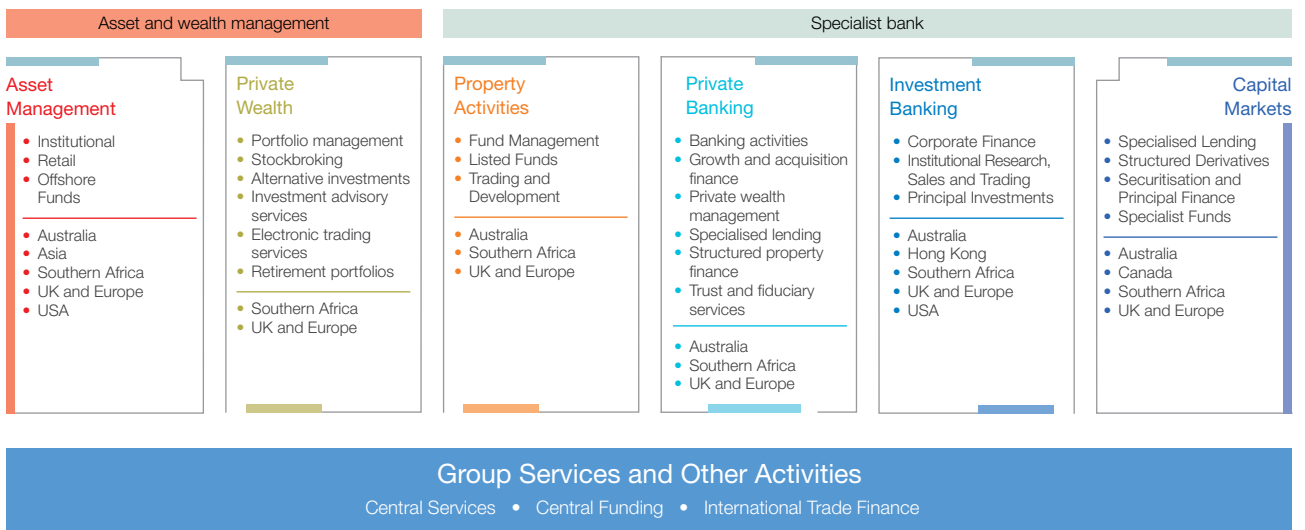 Asset and wealth management
Specialist bank
Asset
Management
• Institutional
• Retail
• Offshore
Funds
• Australia
• Asia
• Southern Africa
• UK and Europe
• USA
Private
Wealth
• Portfolio management
• Stockbroking
• Alternative investments
• Investment advisory
services
• Electronic trading
services
• Retirement portfolios
• Southern Africa
• UK and Europe
Property
Activities
• Fund Management
• Listed Funds
• Trading and
Development
• Australia
• Southern Africa
• UK and Europe
Private
Banking
• Banking activities
• Growth and acquisition
finance
• Private wealth
management
• Specialised lending
• Structured property
finance
• Trust and fiduciary
services
• Australia
• Southern Africa
• UK and Europe
Investment
Banking
• Corporate Finance
• Institutional Research,
Sales and Trading
• Principal Investments
• Australia
• Hong Kong
• Southern Africa
• UK and Europe
• USA
Capital
Markets
• Specialised Lending
• Structured Derivatives
• Securitisation and
Principal Finance
• Specialist Funds
• Australia
• Canada
• Southern Africa
• UK and Europe
Group Services and Other Activities
Central Services • Central Funding • International Trade Finance